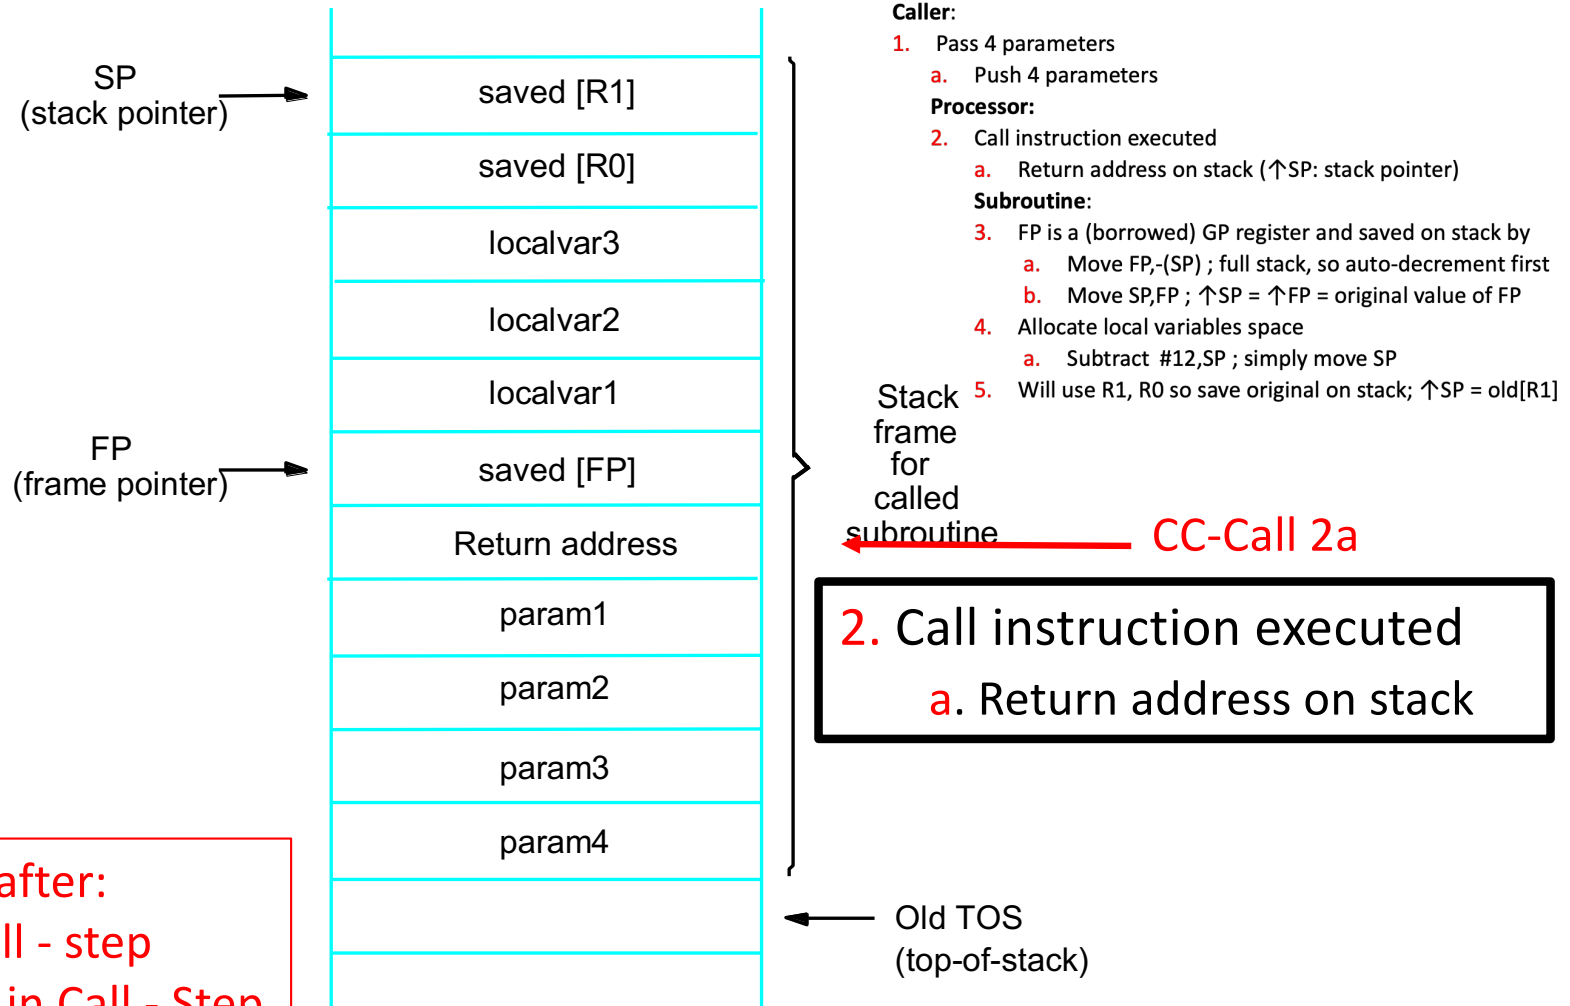 Caller:
1. Pass 4 parameters
a. Push 4 parameters
Processor:
2. Call instruction executed
a. Return address on stack (↑SP: stack pointer)
Subroutine:
3. FP is a (borrowed) GP register and saved on stack by
a. Move FP,-(SP) ; full stack, so auto-decrement first
b. Move SP,FP ; ↑SP = ↑FP = original value of FP
4. Allocate local variables space
a. Subtract #12,SP ; simply move SP
5. Will use R1, R0 so save original on stack; ↑SP = old[R1]
SP
(stack pointer)
saved [R1]
saved [R0]
localvar3
localvar2
localvar1
FP
(frame pointer)
saved [FP]
Return address
param1
param2
param3
param4
Stack
frame
for
called
subroutine
CC-Call 2a
2. Call instruction executed
a. Return address on stack
Old TOS
(top-of-stack)
after:
ll - step
in Call - Step